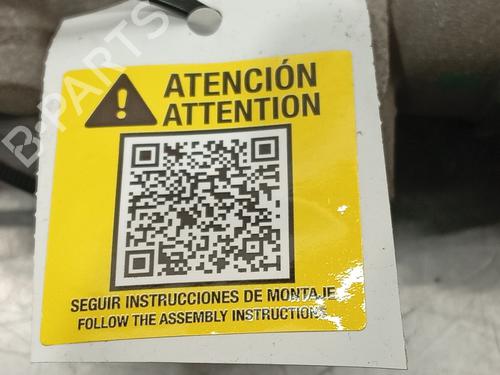 B-PARTS
ATENCIÓN
ATTENTION
SEGUIR INSTRUCCIONES DE MONTAJE
FOLLOW THE ASSEMBLY INSTRUCTIONS